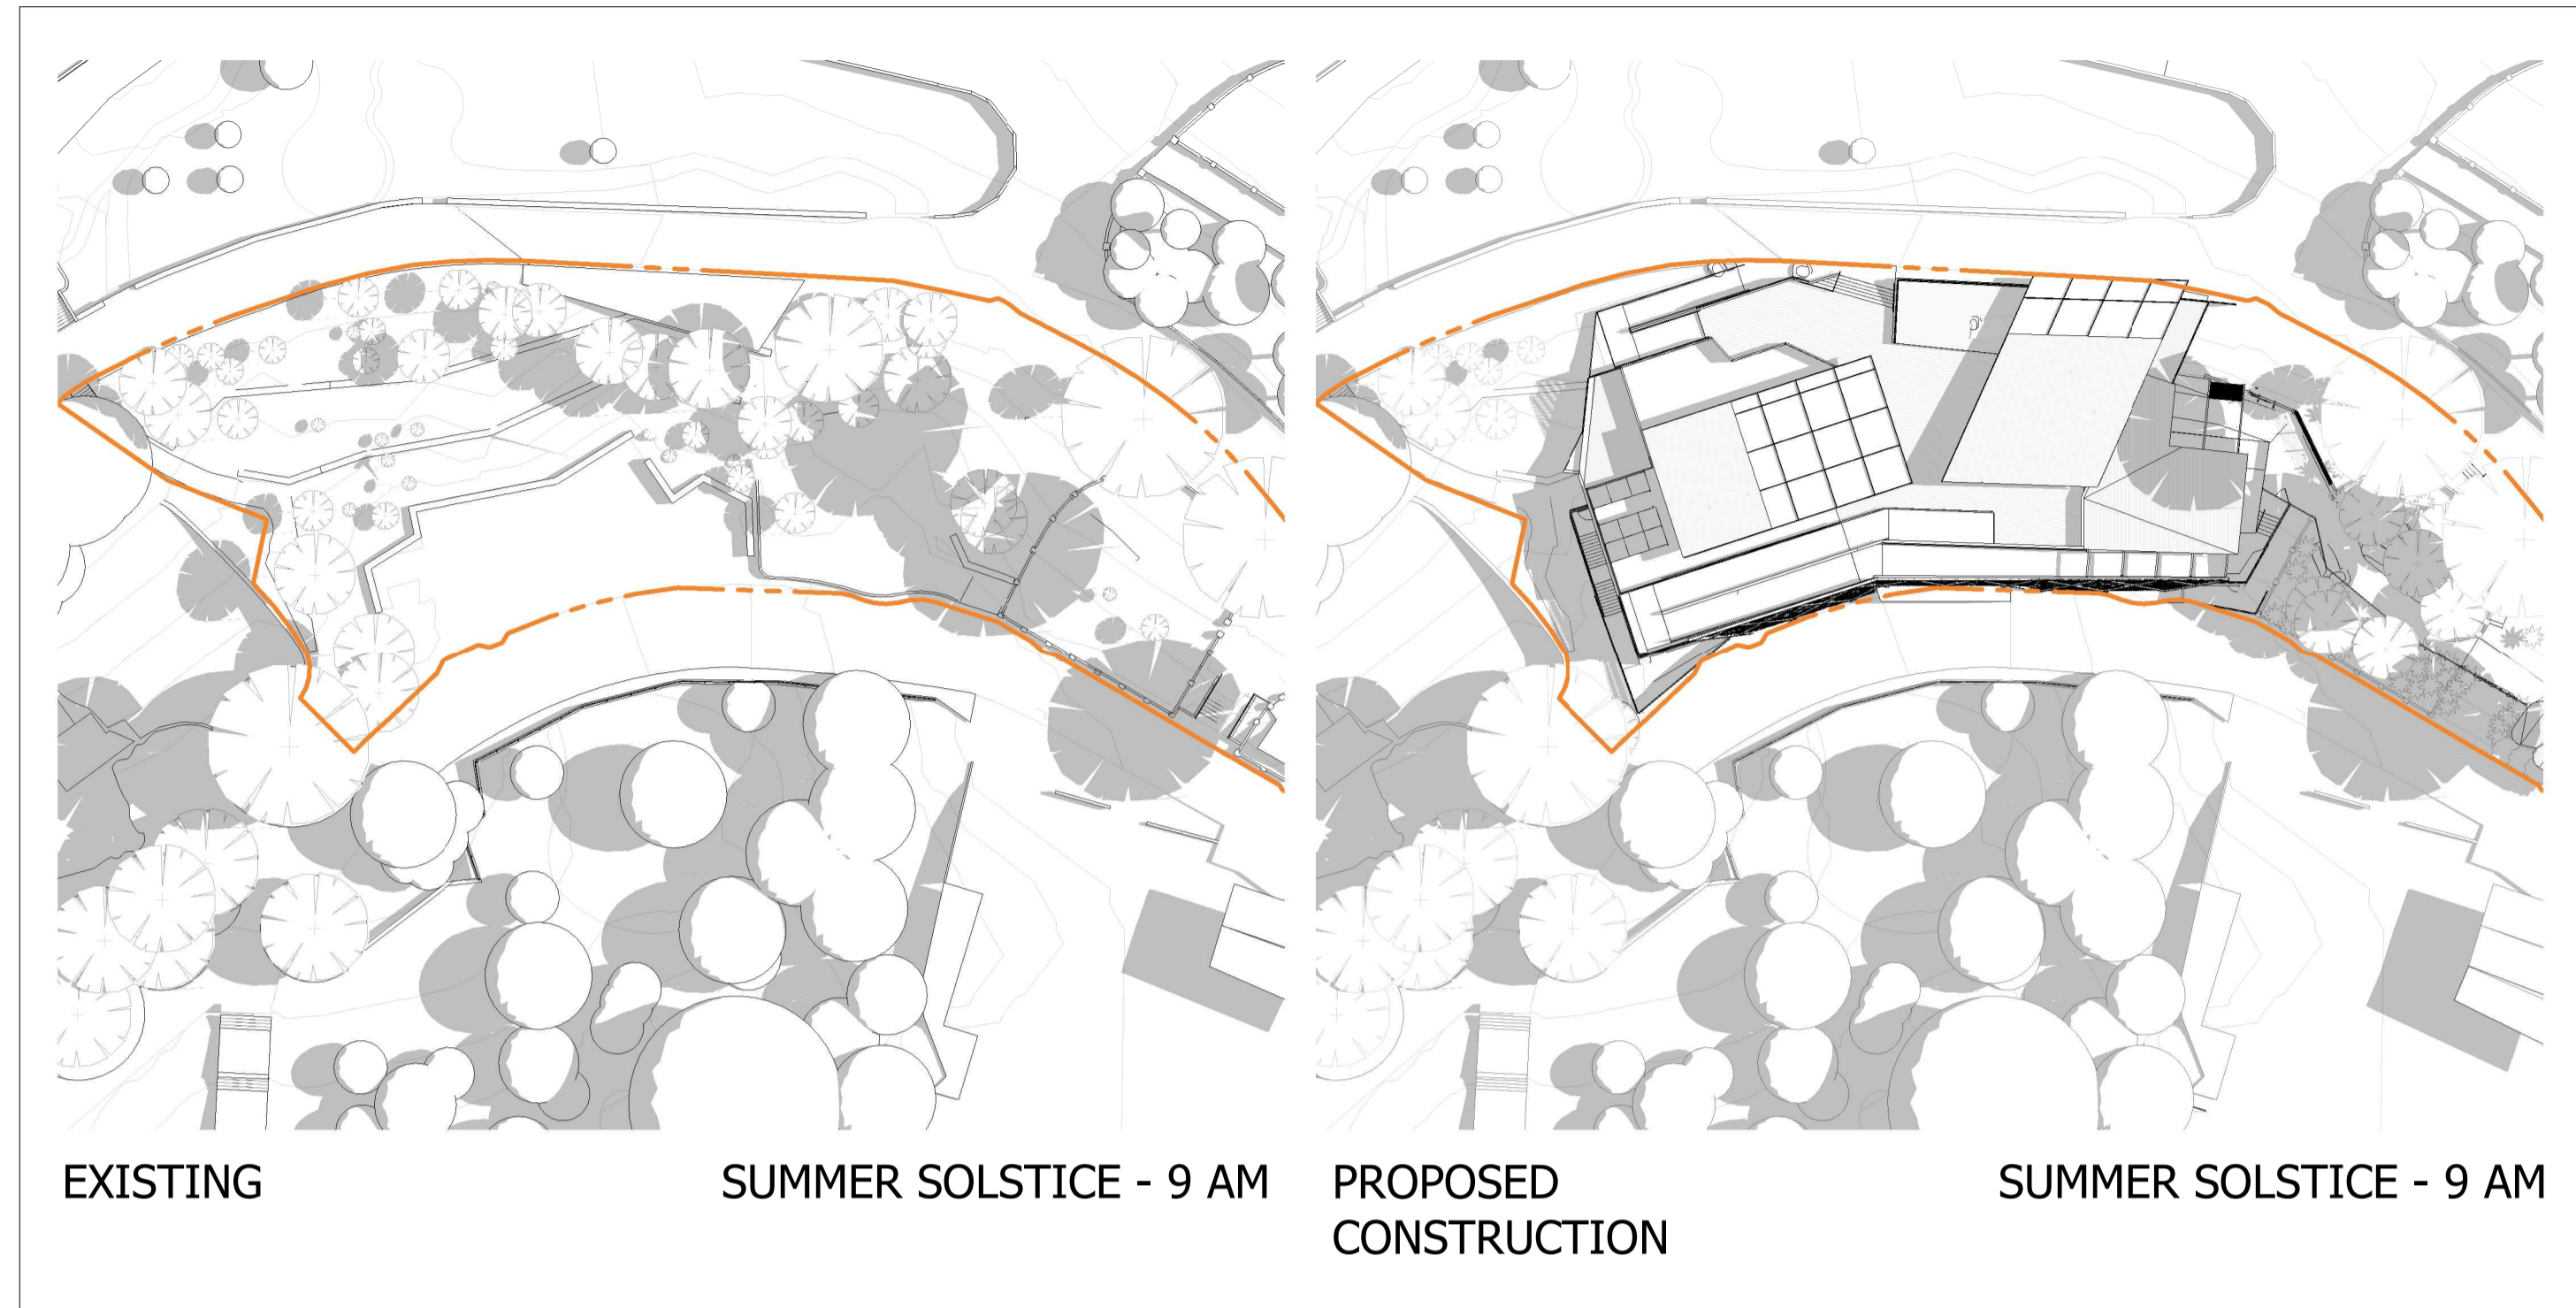 EXISTING
SUMMER SOLSTICE - 9 AM
PROPOSED
CONSTRUCTION
SUMMER SOLSTICE - 9 AM